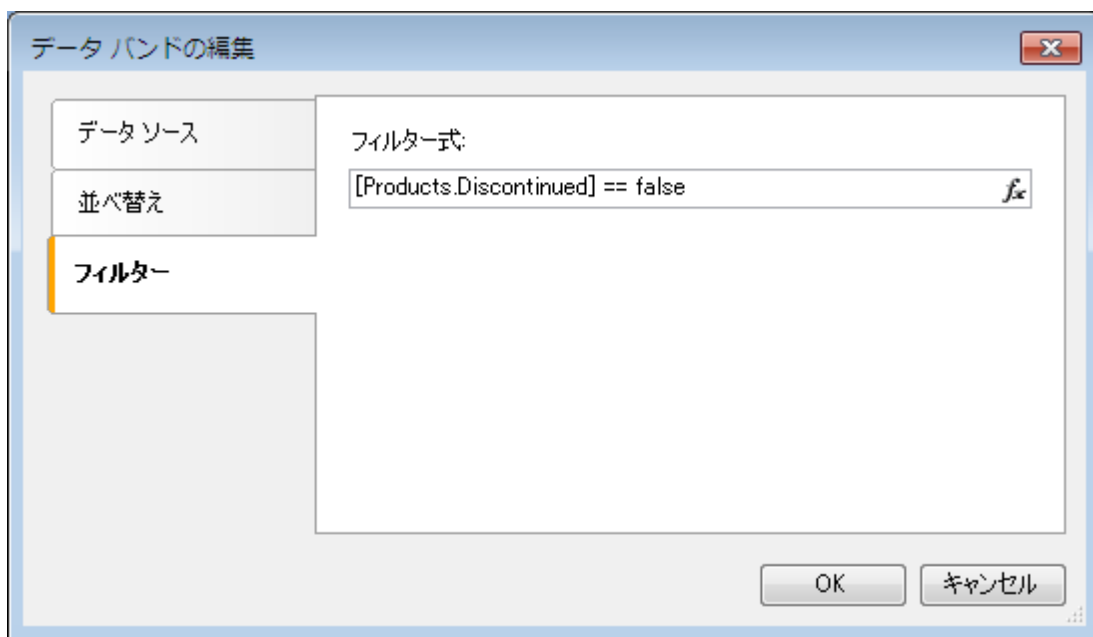 データ バンドの編集
データ ソース
並べ替え
フィルター
フィルター式:
[Products.Discontinued] == false
fx
OK
キャンセル